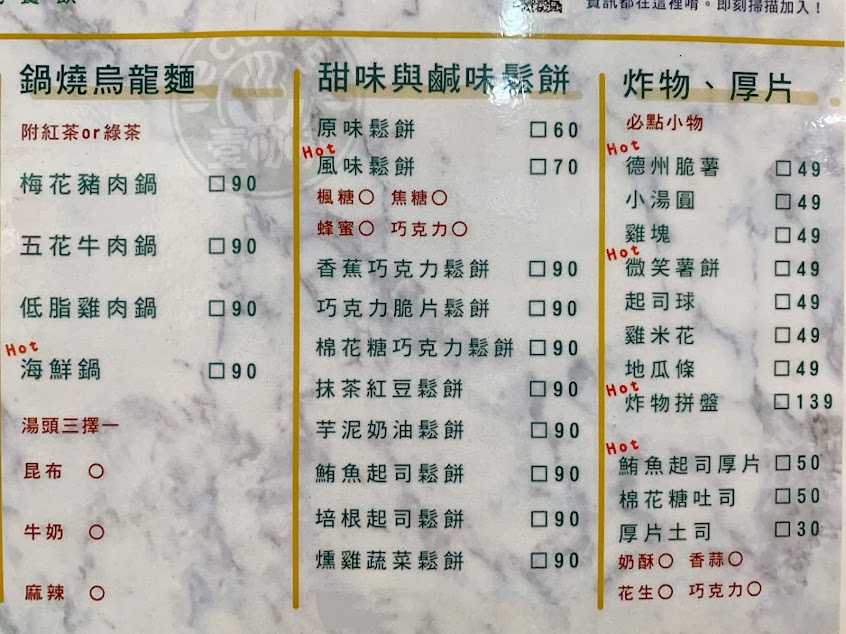 資訊都在這裡唷。即刻掃描加入！
鍋燒烏龍麵
附紅茶or綠茶
梅花豬肉鍋 □90
五花牛肉鍋 □90
低脂雞肉鍋 □90
Hot
海鮮鍋 □90
湯頭三擇一
昆布 ○
牛奶 ○
麻辣 ○
甜味與鹹味鬆餅
原味鬆餅 □60
Hot
風味鬆餅 □70
楓糖○ 焦糖○
蜂蜜○ 巧克力○
香蕉巧克力鬆餅 □90
巧克力脆片鬆餅 □90
棉花糖巧克力鬆餅 □90
抹茶紅豆鬆餅 □90
芋泥奶油鬆餅 □90
鮪魚起司鬆餅 □90
培根起司鬆餅 □90
燻雞蔬菜鬆餅 □90
炸物、厚片
必點小物
Hot
德州脆薯 □49
小湯圓 □49
雞塊 □49
Hot
微笑薯餅 □49
起司球 □49
雞米花 □49
地瓜條 □49
Hot
炸物拼盤 □139
Hot
鮪魚起司厚片 □50
棉花糖吐司 □50
厚片土司 □30
奶酥○ 香蒜○
花生○ 巧克力○